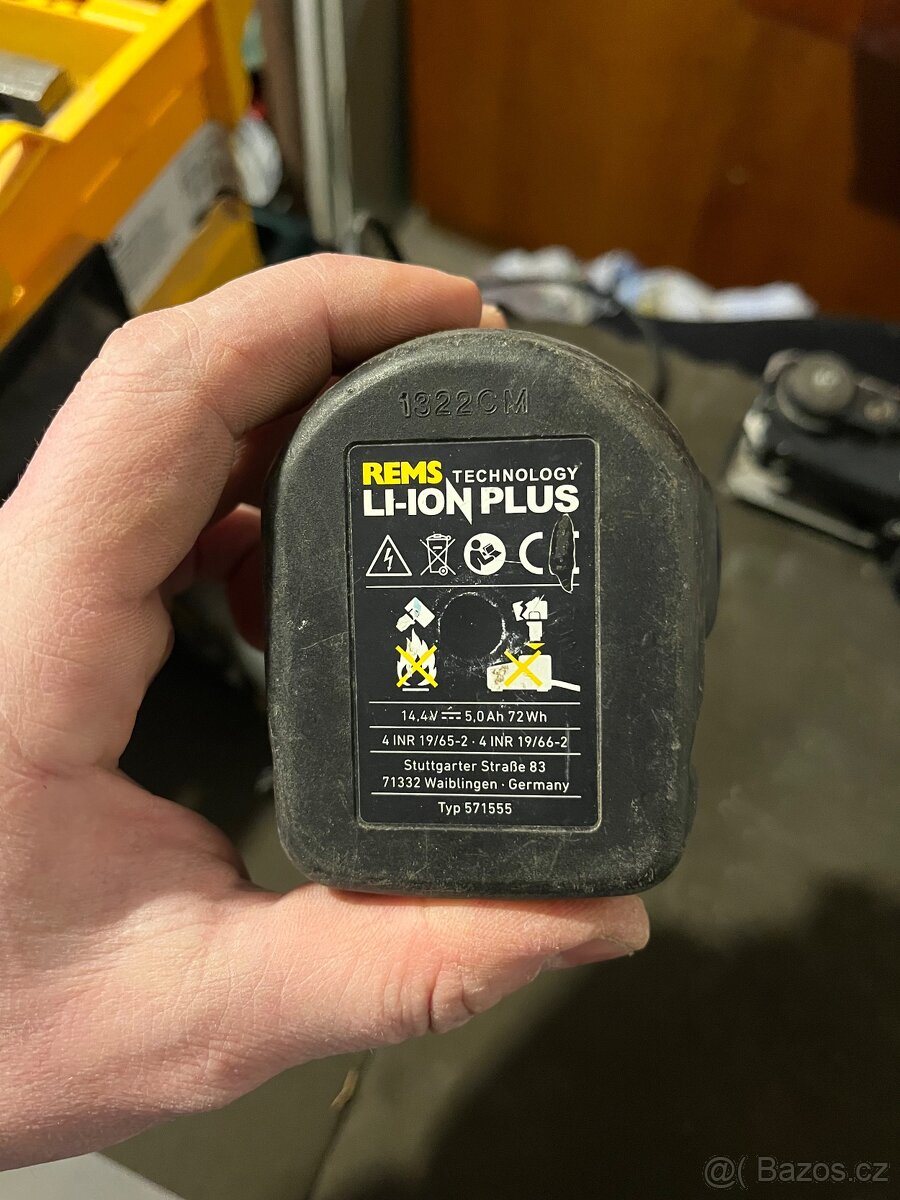 1322CM
REMS TECHNOLOGY
LI-ION PLUS
CE
14,4V 5,0Ah 72Wh
4 INR 19/65-2 · 4 INR 19/66-2
Stuttgarter Straße 83
71332 Waiblingen · Germany
Typ 571555
@( Bazos.cz